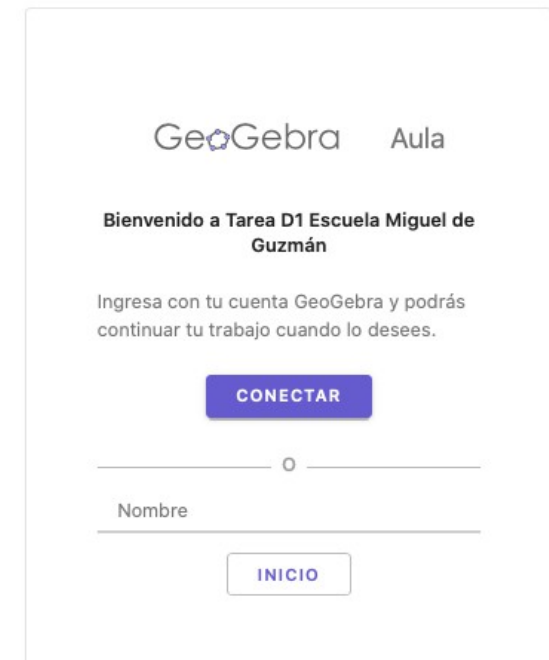 GeoGebra Aula
Bienvenido a Tarea D1 Escuela Miguel de
Guzmán
Ingresa con tu cuenta GeoGebra y podrás
continuar tu trabajo cuando lo desees.
CONECTAR
O
Nombre
INICIO